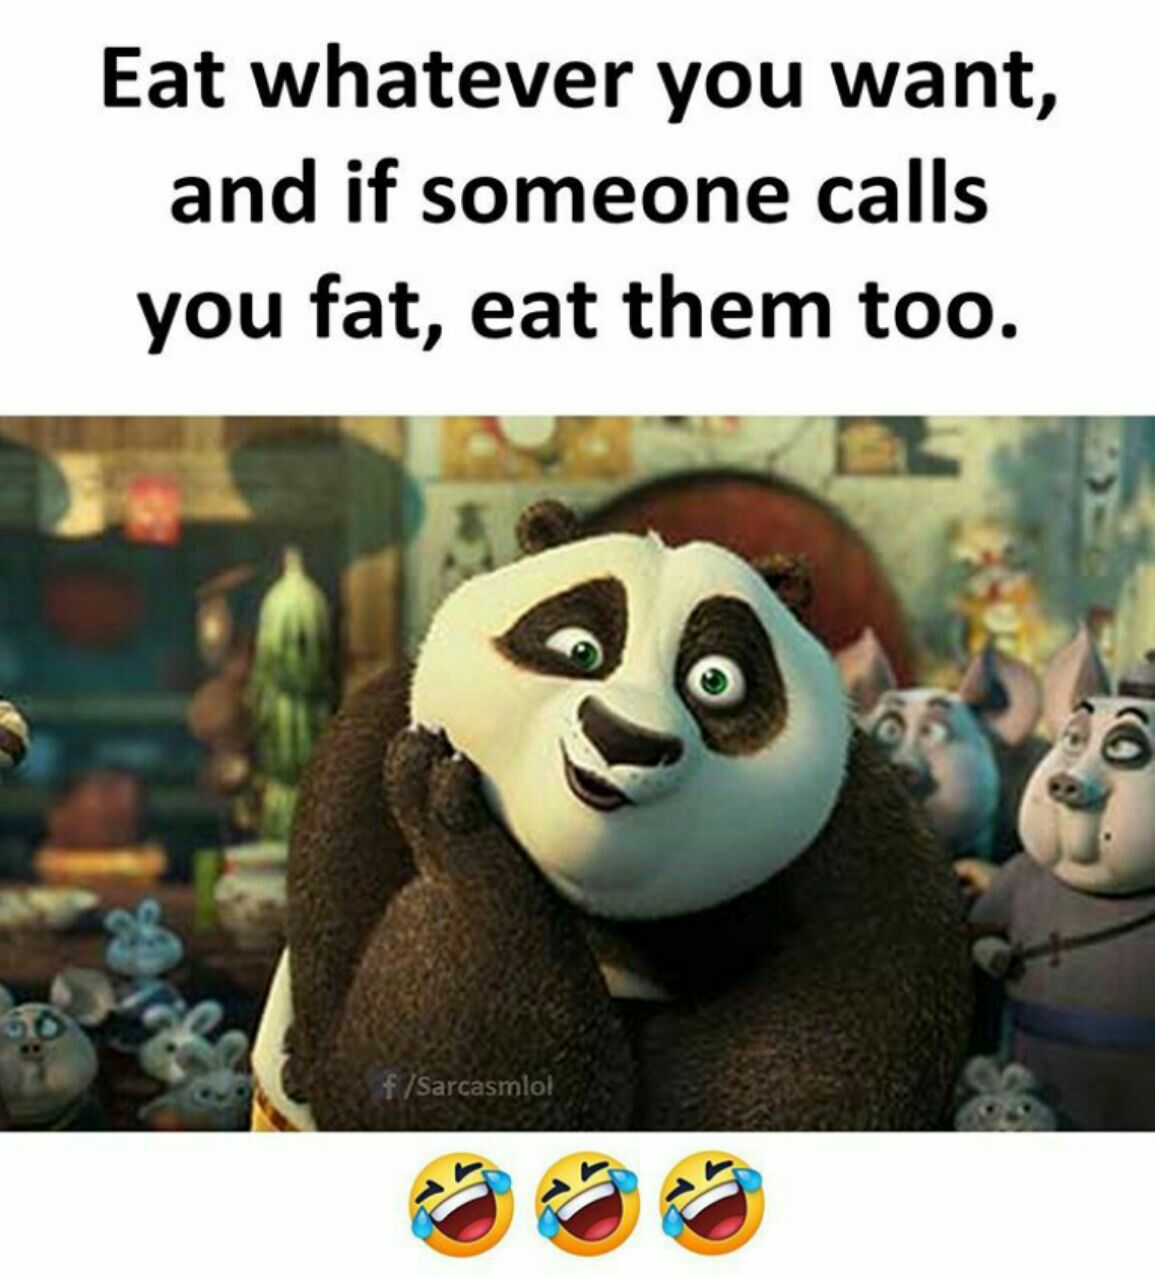 Eat whatever you want,
and if someone calls
you fat, eat them too.
f/Sarcasmlol